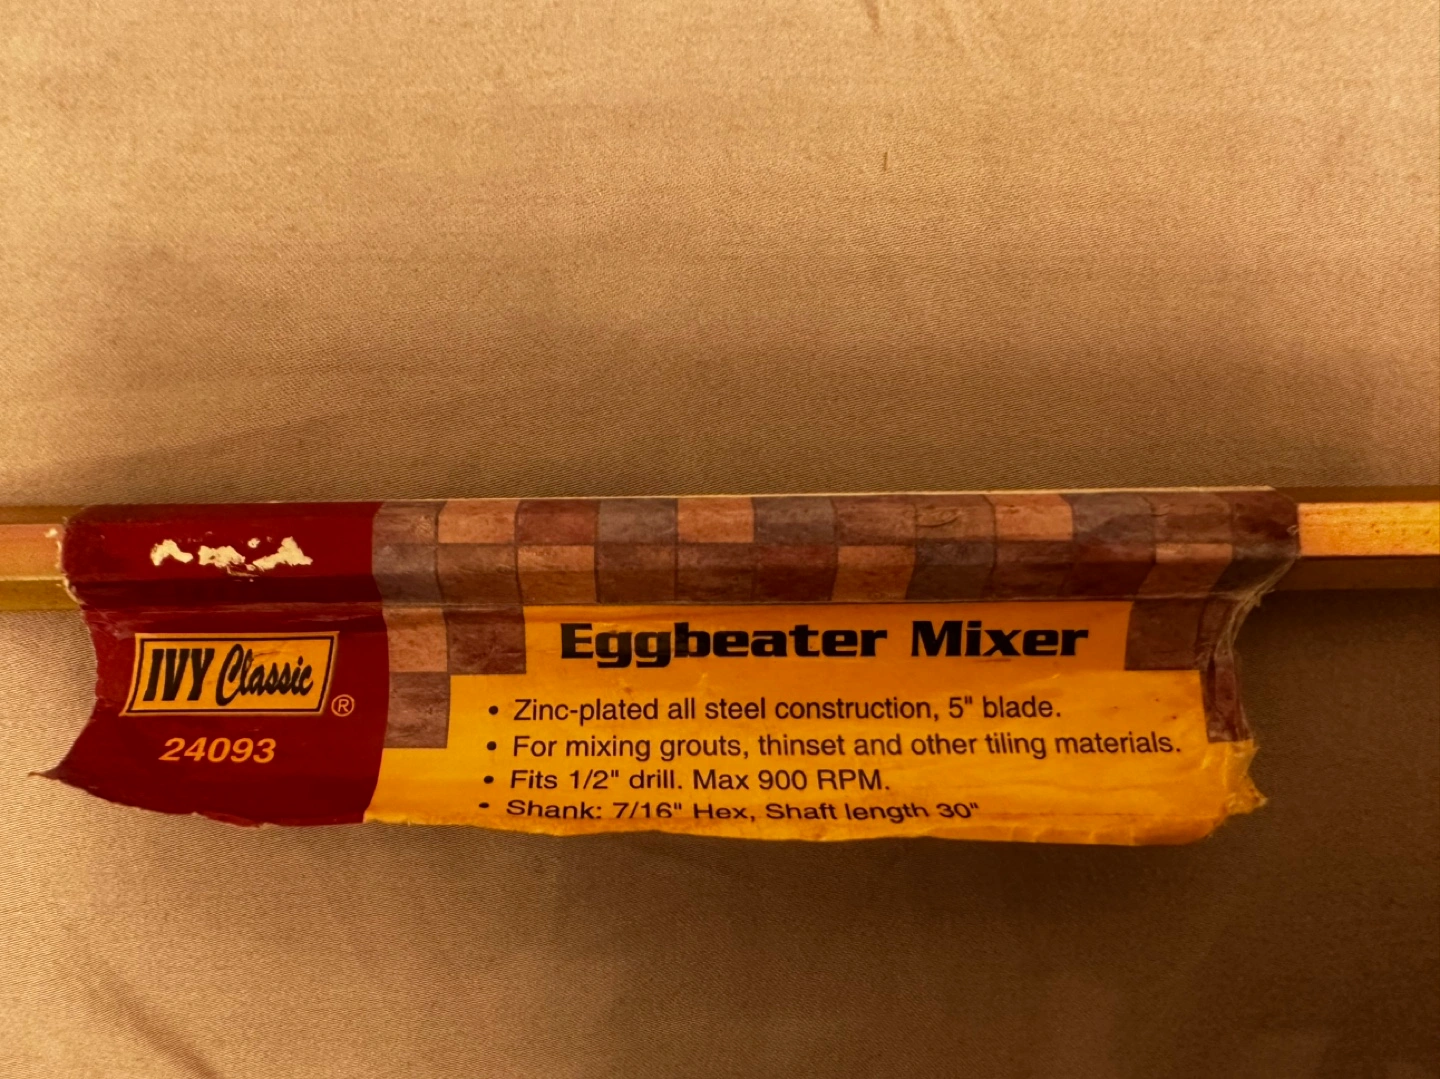 IVY Classic ®
24093
Eggbeater Mixer
• Zinc-plated all steel construction, 5" blade.
• For mixing grouts, thinset and other tiling materials.
• Fits 1/2" drill. Max 900 RPM.
• Shank: 7/16" Hex, Shaft length 30"